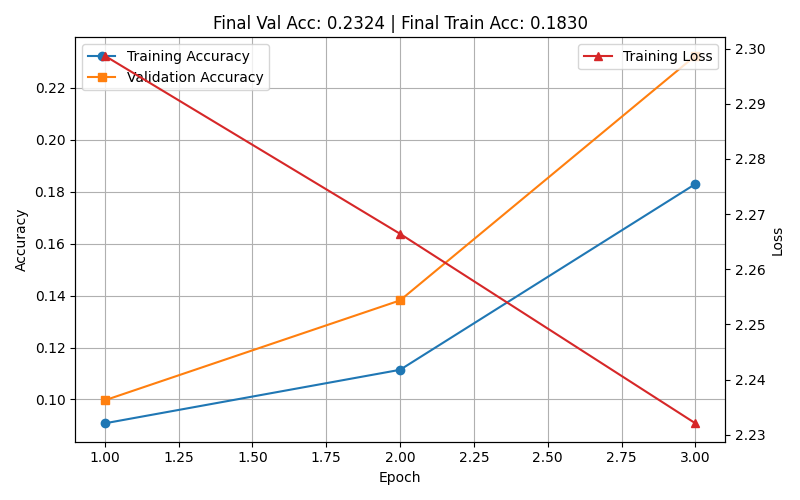 Final Val Acc: 0.2324 | Final Train Acc: 0.1830
Training Accuracy
Validation Accuracy
Training Loss
0.22
0.20
0.18
0.16
0.14
0.12
0.10
Accuracy
2.30
2.29
2.28
2.27
2.26
2.25
2.24
2.23
Loss
1.00 1.25 1.50 1.75 2.00 2.25 2.50 2.75 3.00
Epoch